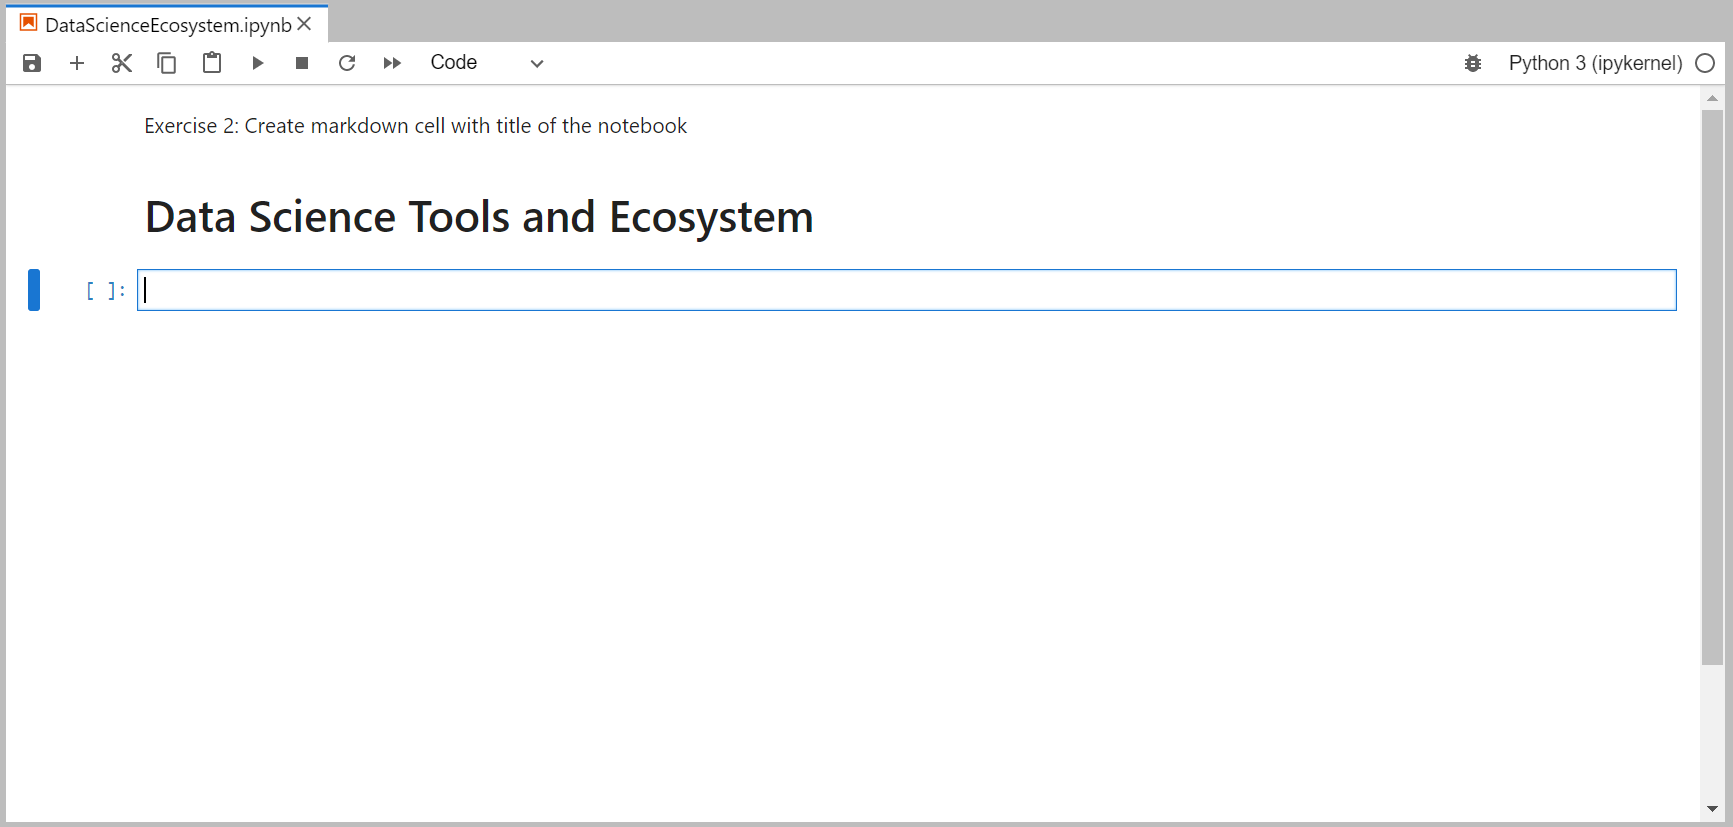 DataScienceEcosystem.ipynb
Code
Python 3 (ipykernel)
Exercise 2: Create markdown cell with title of the notebook
Data Science Tools and Ecosystem
[ ]: